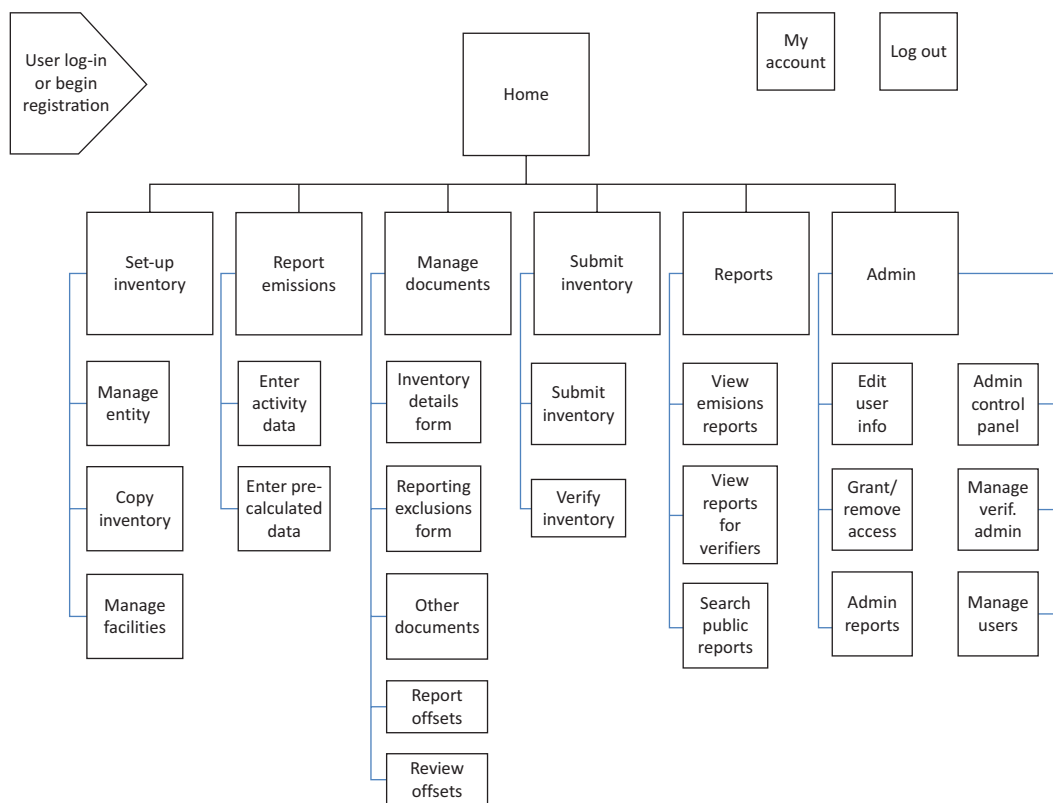 User log-in
or begin
registration
Home
My
account
Log out
Set-up
inventory
Report
emissions
Manage
documents
Submit
inventory
Reports
Admin
Manage
entity
Copy
inventory
Manage
facilities
Enter
activity
data
Enter pre-
calculated
data
Inventory
details
form
Reporting
exclusions
form
Other
documents
Report
offsets
Review
offsets
Submit
inventory
Verify
inventory
View
emisions
reports
View
reports
for
verifiers
Search
public
reports
Edit
user
info
Grant/
remove
access
Admin
reports
Admin
control
panel
Manage
verif.
admin
Manage
users